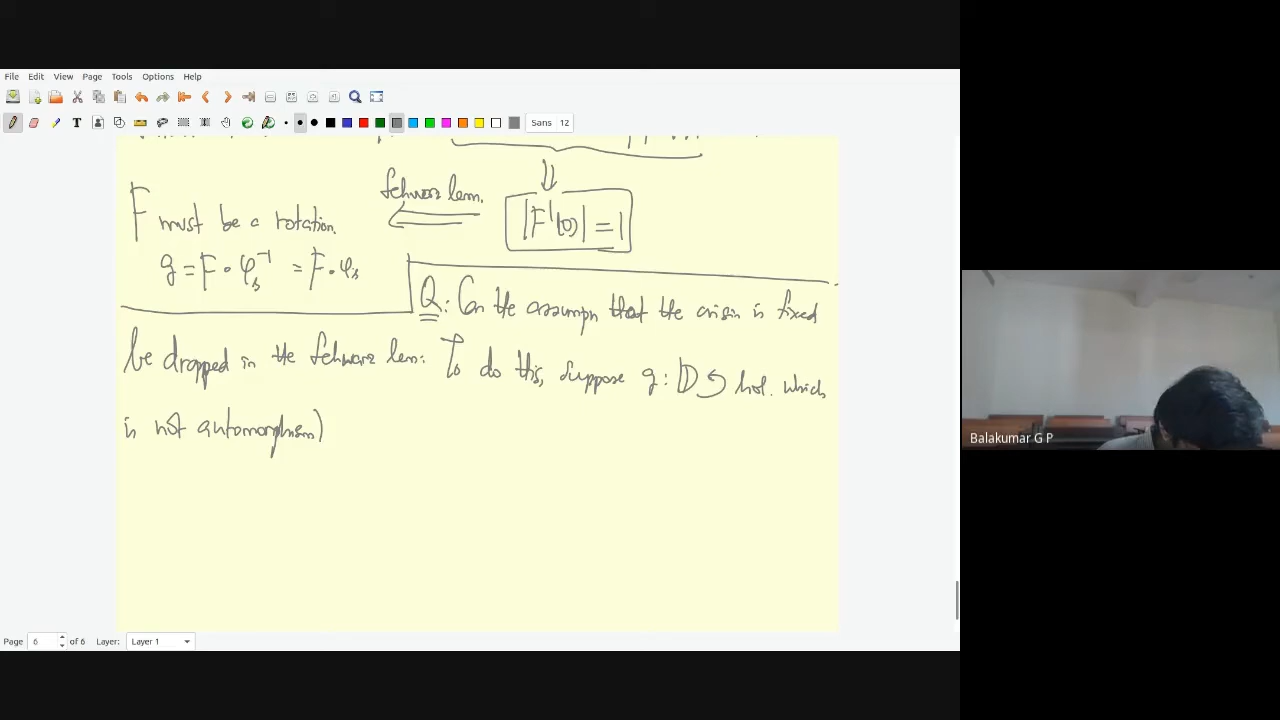 File Edit View Page Tools Options Help
Sans 12
Schwarz lem.
|F'(0)| = 1
F must be a rotation.
g = F ∘ φ_s^{-1} = F ∘ φ_s
Q: Can the assumpn that the origin is fixed
be dropped in the Schwarz lem: To do this, suppose g: 𝔻↺ hol. which
is not automorphism)
Balakumar G P
Page 6 of 6 Layer: Layer 1